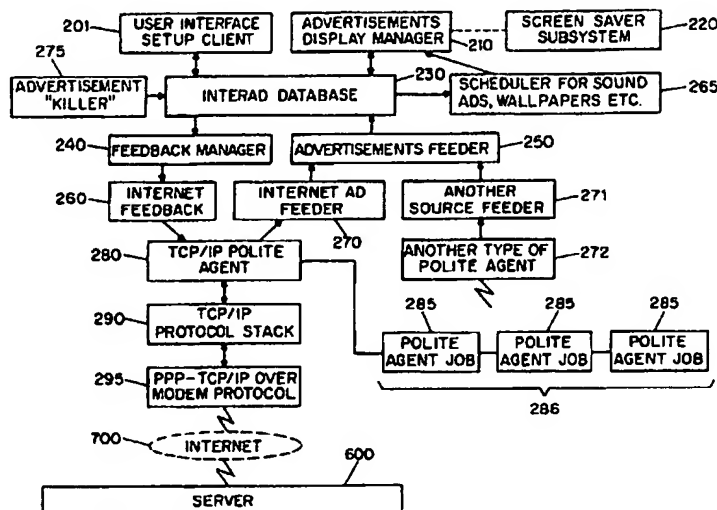 201
USER INTERFACE
SETUP CLIENT
ADVERTISEMENTS
DISPLAY MANAGER
210
SCREEN SAVER
SUBSYSTEM
220
275
ADVERTISEMENT
"KILLER"
230
INTERAD DATABASE
SCHEDULER FOR SOUND
ADS, WALLPAPERS ETC.
265
240
FEEDBACK MANAGER
ADVERTISEMENTS FEEDER
250
260
INTERNET
FEEDBACK
INTERNET AD
FEEDER
270
ANOTHER
SOURCE FEEDER
271
280
TCP/IP POLITE
AGENT
ANOTHER TYPE OF
POLITE AGENT
272
290
TCP/IP
PROTOCOL STACK
285
285
285
POLITE
AGENT JOB
POLITE
AGENT JOB
POLITE
AGENT JOB
286
295
PPP-TCP/IP OVER
MODEM PROTOCOL
700
INTERNET
600
SERVER